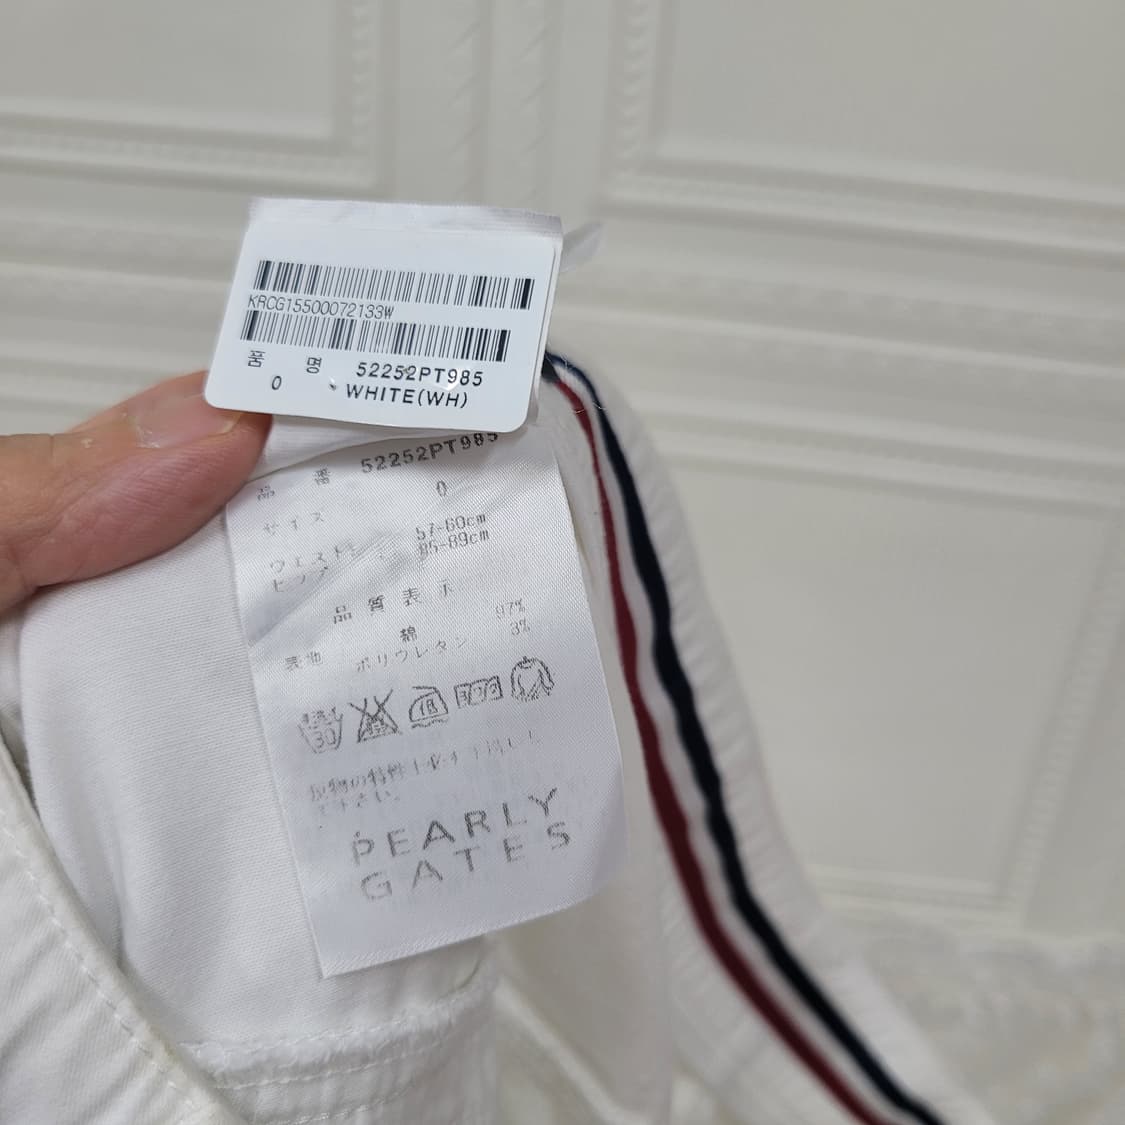 KRCG15500072133W
품 명 52252PT985
0 WHITE(WH)
品 番 52252PT985
サイズ 0
ウエスト 57-60cm
ヒップ 85-89cm
品質表示
表地 綿 97%
ポリウレタン 3%
30
PEARLY
GATES